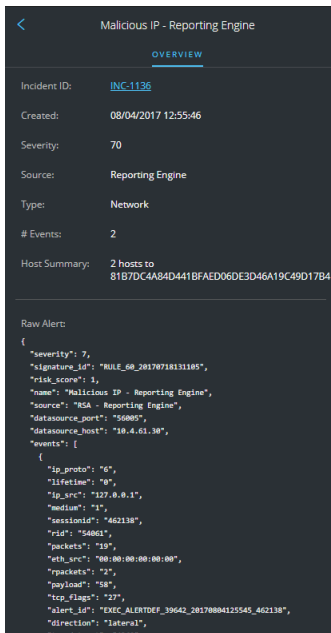 Malicious IP - Reporting Engine
OVERVIEW
Incident ID: INC-1136
Created: 08/04/2017 12:55:46
Severity: 70
Source: Reporting Engine
Type: Network
# Events: 2
Host Summary: 2 hosts to
81B7DC4A84D441BFAED06DE3D46A19C49D17B4
Raw Alert:
{
"severity": 7,
"signature_id": "RULE_60_20170718131105",
"risk_score": 1,
"name": "Malicious IP - Reporting Engine",
"source": "RSA - Reporting Engine",
"datasource_port": "56005",
"datasource_host": "10.4.61.30",
"events": [
{
"ip_proto": "6",
"lifetime": "0",
"ip_src": "127.0.0.1",
"medium": "1",
"sessionid": "462138",
"rid": "54061",
"packets": "19",
"eth_src": "00:00:00:00:00:00",
"rpackets": "2",
"payload": "58",
"tcp_flags": "27",
"alert_id": "EXEC_ALERTDEF_39642_20170804125545_462138",
"direction": "lateral",